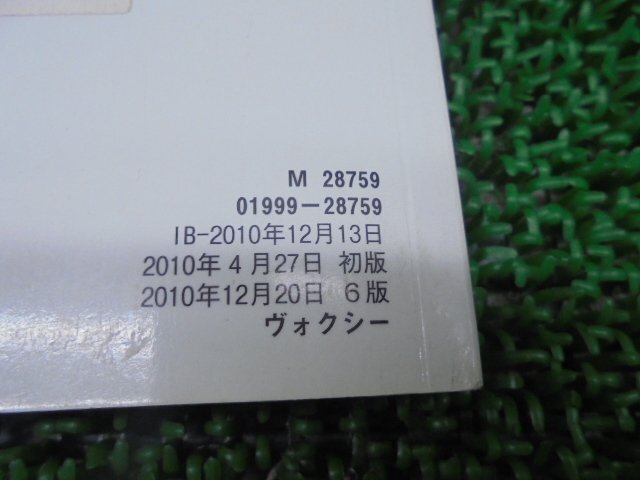 M 28759
01999-28759
IB-2010年12月13日
2010年 4月27日 初版
2010年12月20日 6版
ヴォクシー